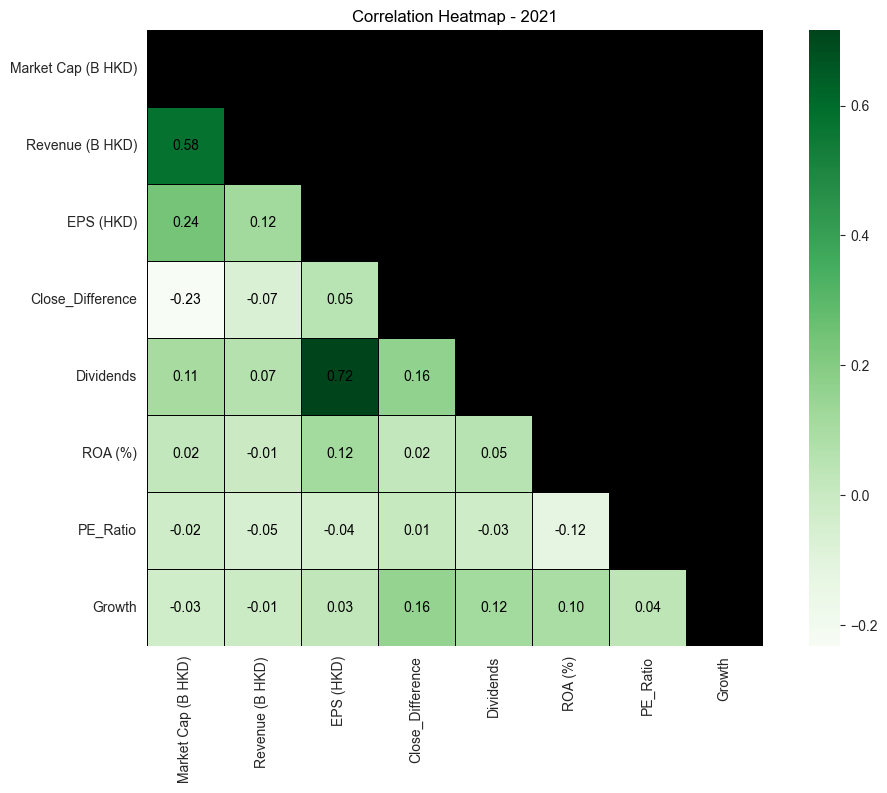 Correlation Heatmap - 2021
Market Cap (B HKD)
Revenue (B HKD) 0.58
EPS (HKD) 0.24 0.12
Close_Difference -0.23 -0.07 0.05
Dividends 0.11 0.07 0.72 0.16
ROA (%) 0.02 -0.01 0.12 0.02 0.05
PE_Ratio -0.02 -0.05 -0.04 0.01 -0.03 -0.12
Growth -0.03 -0.01 0.03 0.16 0.12 0.10 0.04
Market Cap (B HKD)
Revenue (B HKD)
EPS (HKD)
Close_Difference
Dividends
ROA (%)
PE_Ratio
Growth
0.6
0.4
0.2
0.0
−0.2